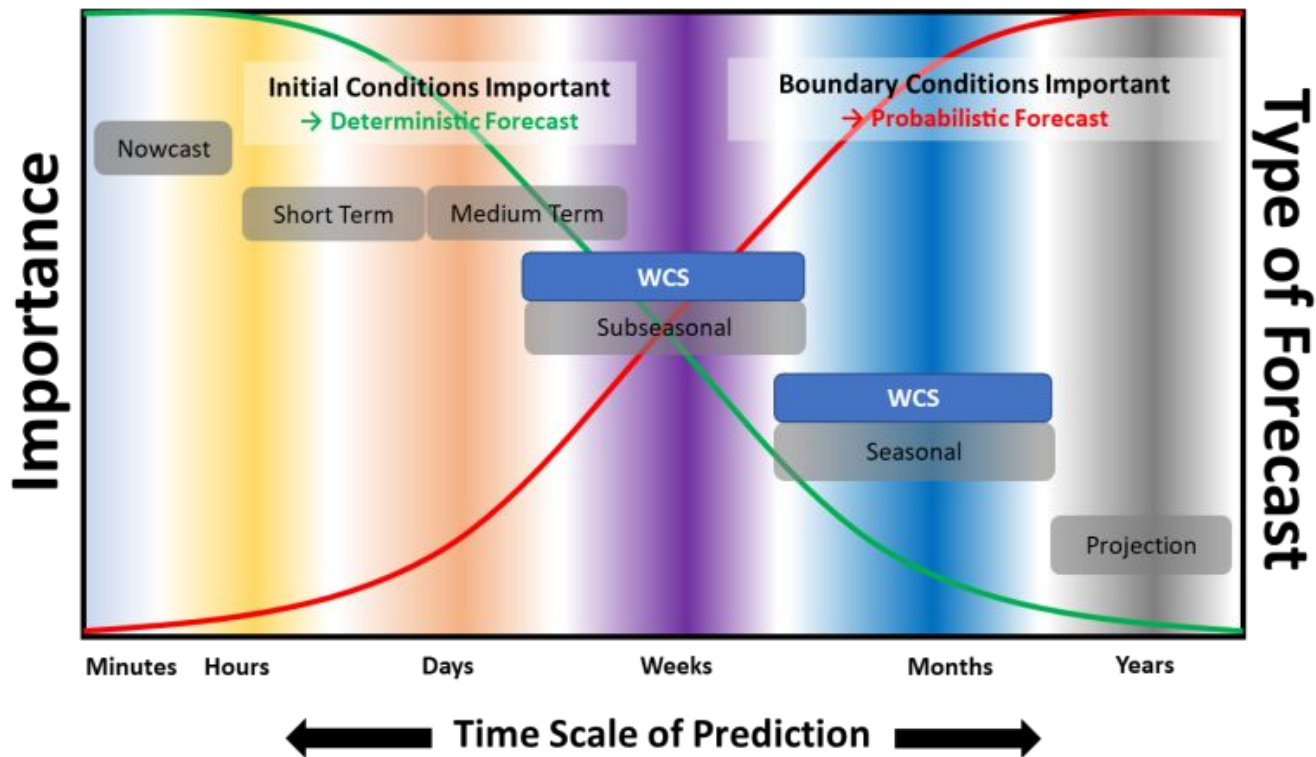 Importance
Type of Forecast
Initial Conditions Important
→ Deterministic Forecast
Boundary Conditions Important
→ Probabilistic Forecast
Nowcast
Short Term
Medium Term
WCS
Subseasonal
WCS
Seasonal
Projection
Minutes
Hours
Days
Weeks
Months
Years
Time Scale of Prediction